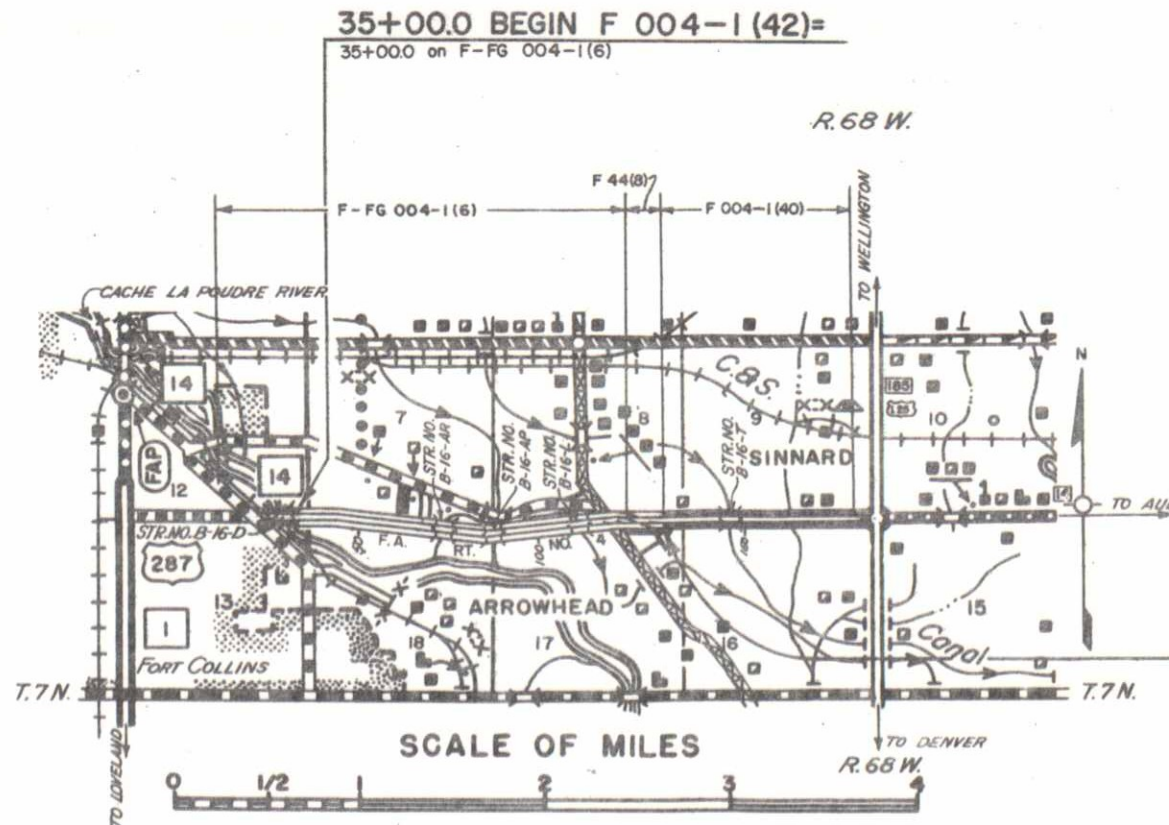 35+00.0 BEGIN F 004-1(42)=
35+00.0 on F-FG 004-1(6)
R. 68 W.
F 44(8)
F-FG 004-1(6)
F 004-1(40)
TO WELLINGTON
CACHE LA POUDRE RIVER
N
14
C.&S.
7
8
9
10
185
STR. NO. B-16-AR
STR. NO. B-16-AP
STR. NO. B-16-L
STR. NO. B-16-T
SINNARD
FAP
12
14
14
TO AUL
STR. NO. B-16-D
F.A.
RT.
100
NO.
4
287
ARROWHEAD
13
1
18
17
16
15
Canal
FORT COLLINS
T. 7 N.
T. 7 N.
SCALE OF MILES
TO LOVELAND
TO DENVER
R. 68 W.
0 1/2 1 2 3 4